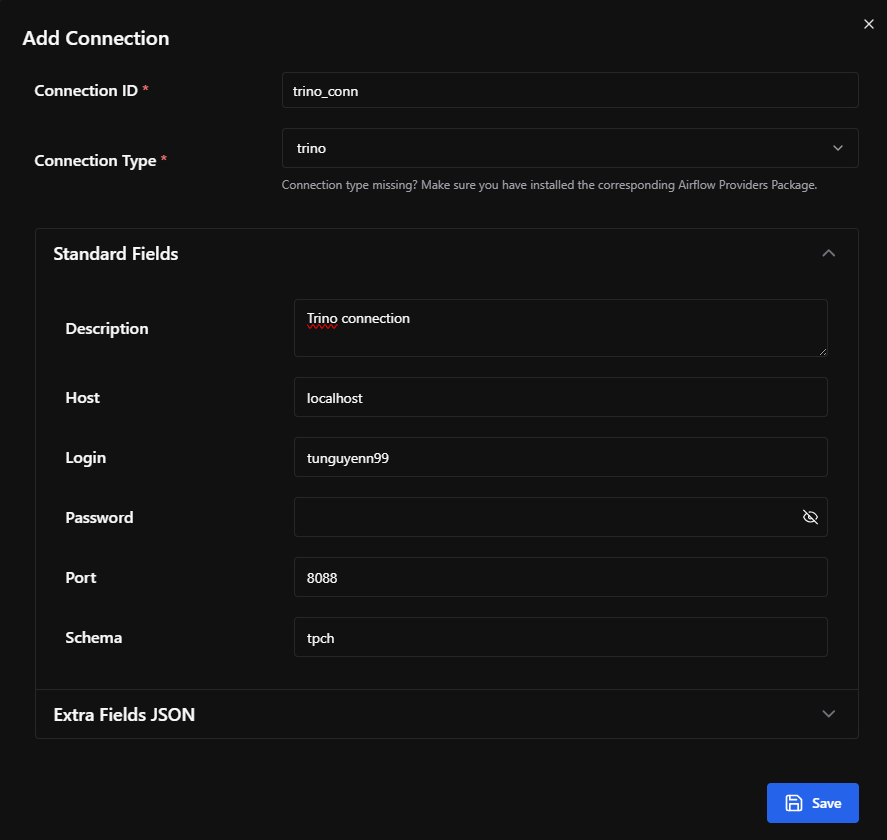 Add Connection
Connection ID *
trino_conn
Connection Type *
trino
Connection type missing? Make sure you have installed the corresponding Airflow Providers Package.
Standard Fields
Description
Trino connection
Host
localhost
Login
tunguyenn99
Password
Port
8088
Schema
tpch
Extra Fields JSON
Save